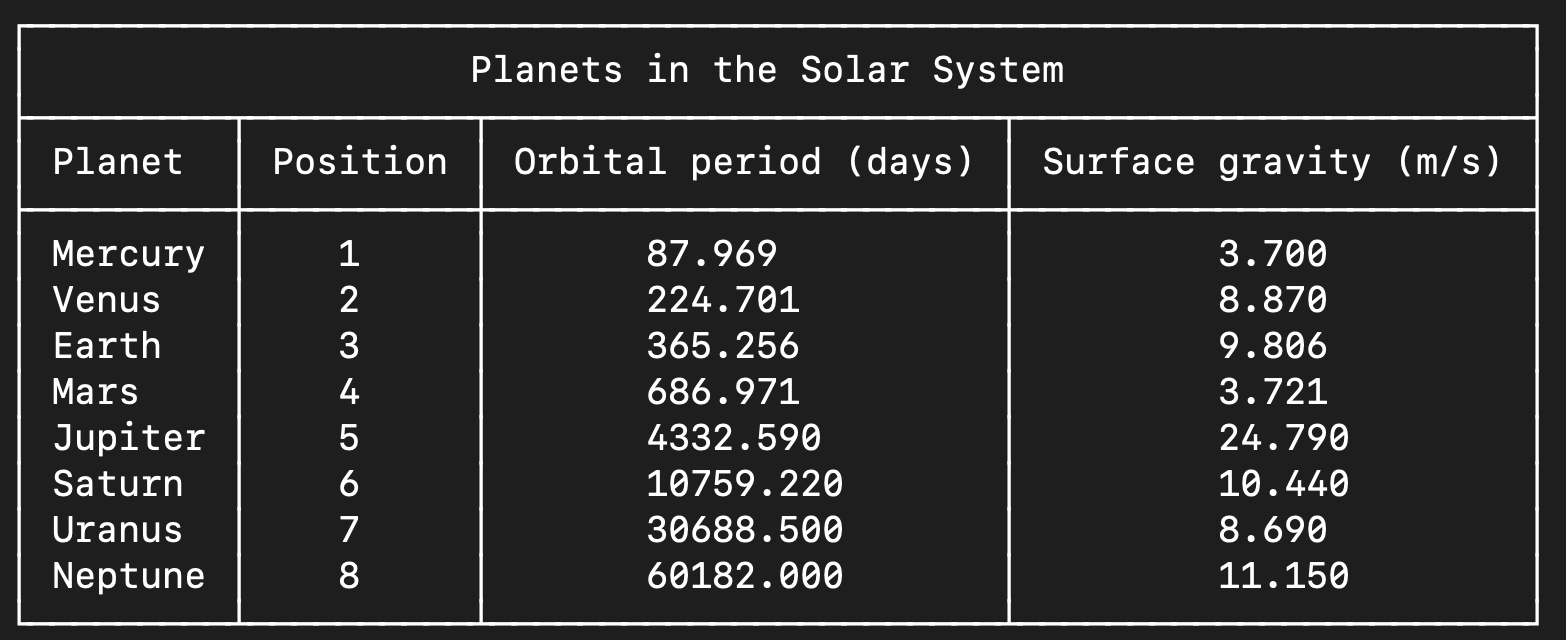 Planets in the Solar System
Planet Position Orbital period (days) Surface gravity (m/s)
Mercury 1 87.969 3.700
Venus 2 224.701 8.870
Earth 3 365.256 9.806
Mars 4 686.971 3.721
Jupiter 5 4332.590 24.790
Saturn 6 10759.220 10.440
Uranus 7 30688.500 8.690
Neptune 8 60182.000 11.150